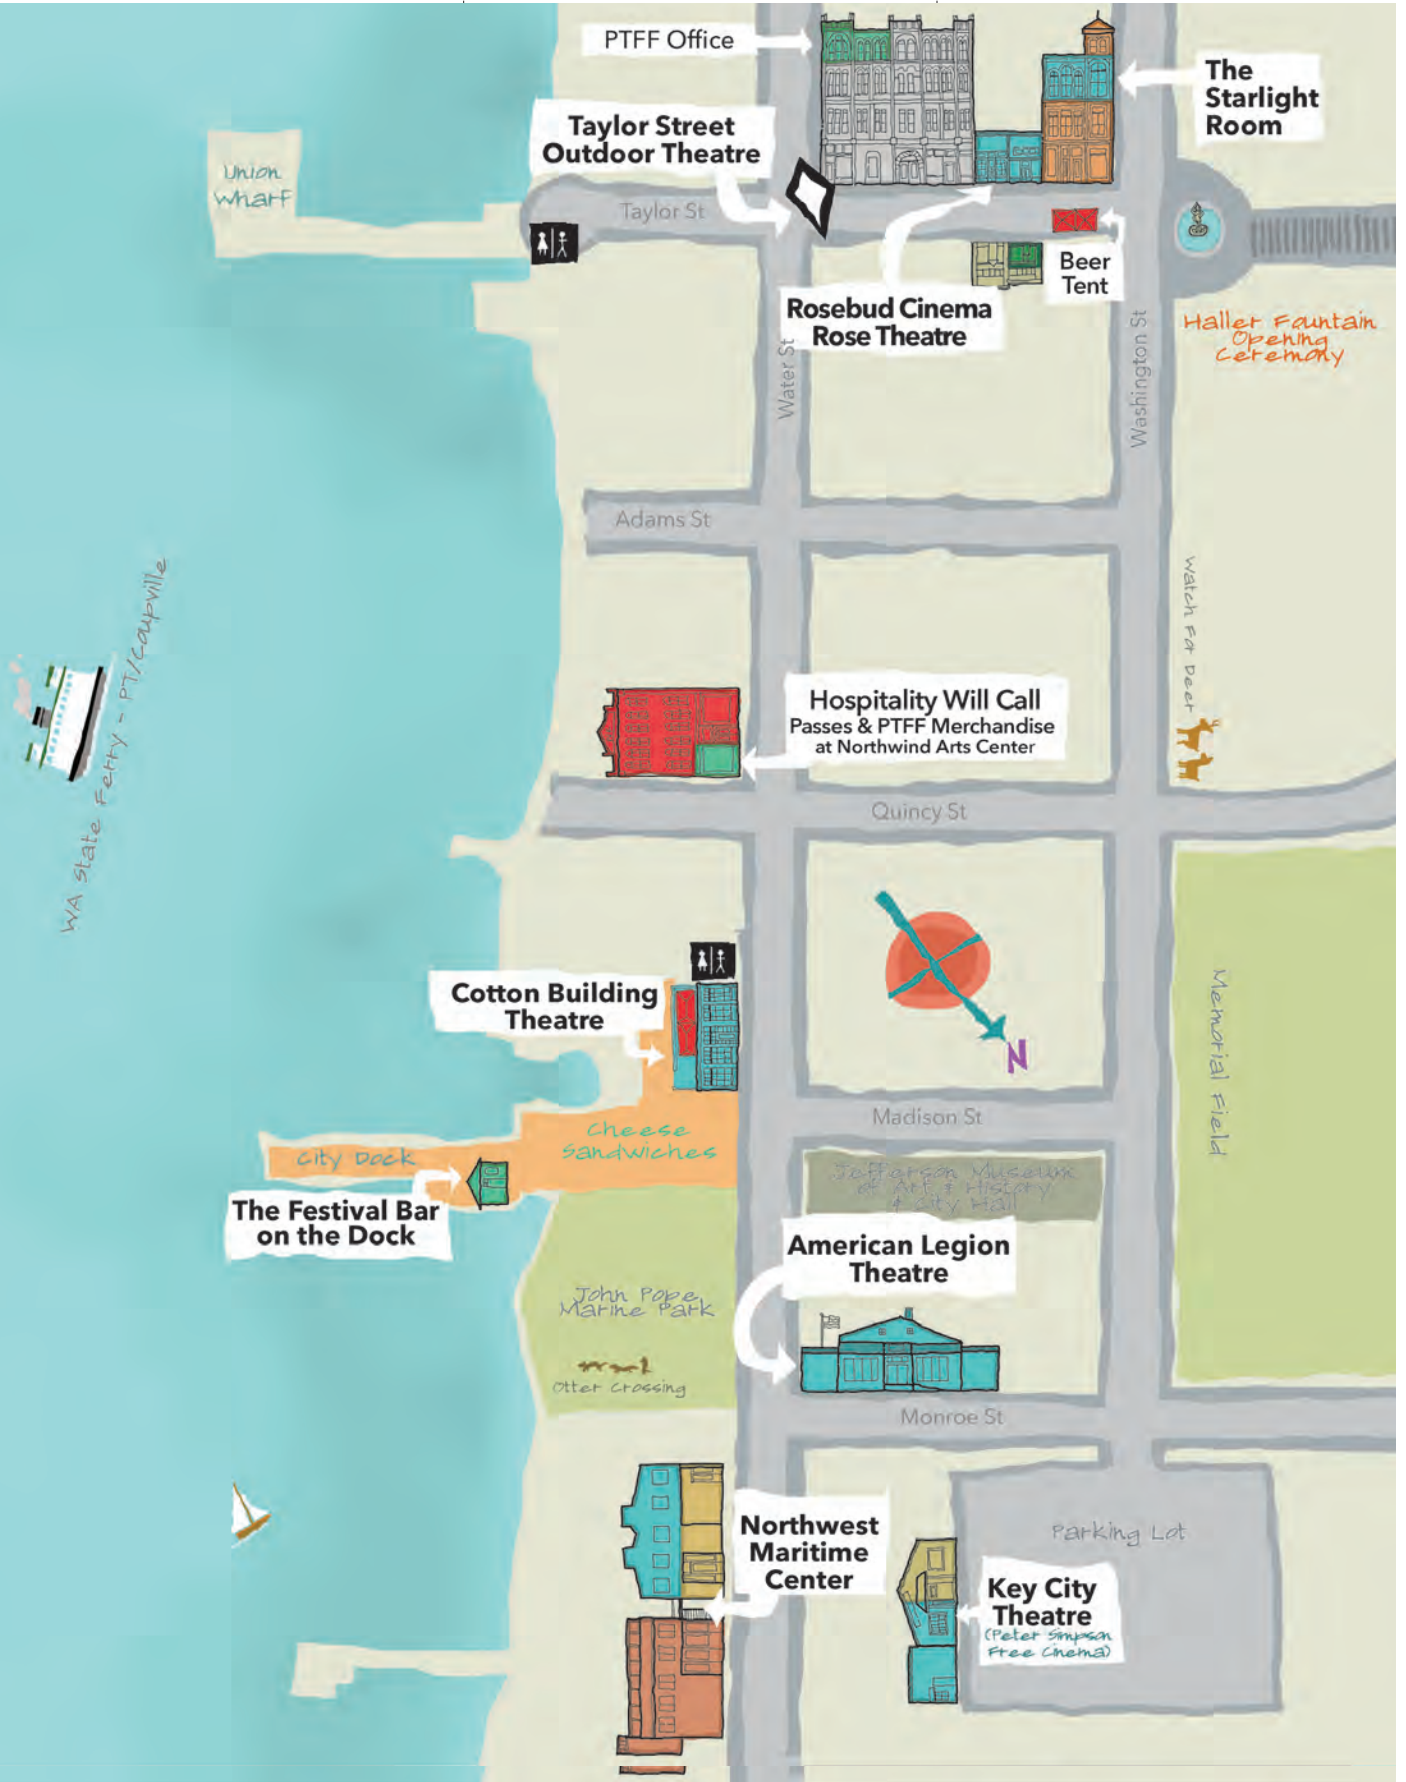 PTFF Office
The
Starlight
Room
Taylor Street
Outdoor Theatre
Union
Wharf
Taylor St
Beer
Tent
Rosebud Cinema
Rose Theatre
Haller Fountain
Opening
Ceremony
Water St
Washington St
Adams St
Watch For Deer
WA State Ferry - PT/Coupville
Hospitality Will Call
Passes & PTFF Merchandise
at Northwind Arts Center
Quincy St
Cotton Building
Theatre
N
Memorial Field
Madison St
Cheese
Sandwiches
City Dock
Jefferson Museum
of Art & History
& City Hall
The Festival Bar
on the Dock
American Legion
Theatre
John Pope
Marine Park
Otter Crossing
Monroe St
Northwest
Maritime
Center
Parking Lot
Key City
Theatre
(Peter Simpson
Free Cinema)